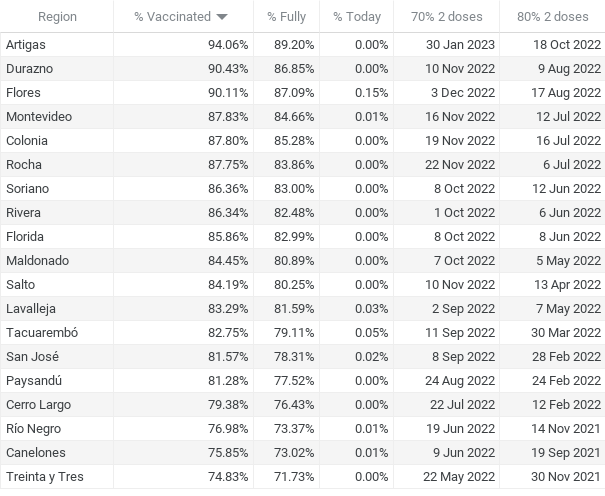 Region % Vaccinated % Fully % Today 70% 2 doses 80% 2 doses
Artigas 94.06% 89.20% 0.00% 30 Jan 2023 18 Oct 2022
Durazno 90.43% 86.85% 0.00% 10 Nov 2022 9 Aug 2022
Flores 90.11% 87.09% 0.15% 3 Dec 2022 17 Aug 2022
Montevideo 87.83% 84.66% 0.01% 16 Nov 2022 12 Jul 2022
Colonia 87.80% 85.28% 0.00% 19 Nov 2022 16 Jul 2022
Rocha 87.75% 83.86% 0.00% 22 Nov 2022 6 Jul 2022
Soriano 86.36% 83.00% 0.00% 8 Oct 2022 12 Jun 2022
Rivera 86.34% 82.48% 0.00% 1 Oct 2022 6 Jun 2022
Florida 85.86% 82.99% 0.00% 8 Oct 2022 8 Jun 2022
Maldonado 84.45% 80.89% 0.00% 7 Oct 2022 5 May 2022
Salto 84.19% 80.25% 0.00% 10 Nov 2022 13 Apr 2022
Lavalleja 83.29% 81.59% 0.03% 2 Sep 2022 7 May 2022
Tacuarembó 82.75% 79.11% 0.05% 11 Sep 2022 30 Mar 2022
San José 81.57% 78.31% 0.02% 8 Sep 2022 28 Feb 2022
Paysandú 81.28% 77.52% 0.00% 24 Aug 2022 24 Feb 2022
Cerro Largo 79.38% 76.43% 0.00% 22 Jul 2022 12 Feb 2022
Río Negro 76.98% 73.37% 0.01% 19 Jun 2022 14 Nov 2021
Canelones 75.85% 73.02% 0.01% 9 Jun 2022 19 Sep 2021
Treinta y Tres 74.83% 71.73% 0.00% 22 May 2022 30 Nov 2021